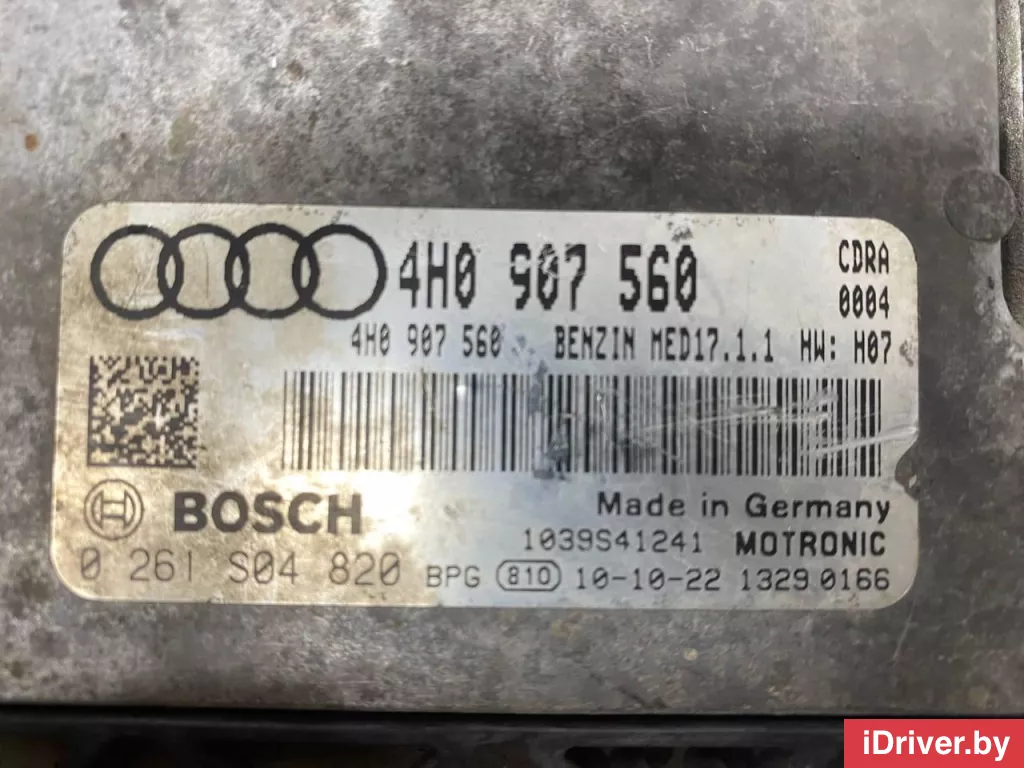 4H0 907 560 CDRA
0004
4H0 907 560 BENZIN MED17.1.1 HW: H07
BOSCH Made in Germany
1039S41241 MOTRONIC
0 261 S04 820 BPG 810 10-10-22 1329 0166
iDriver.by